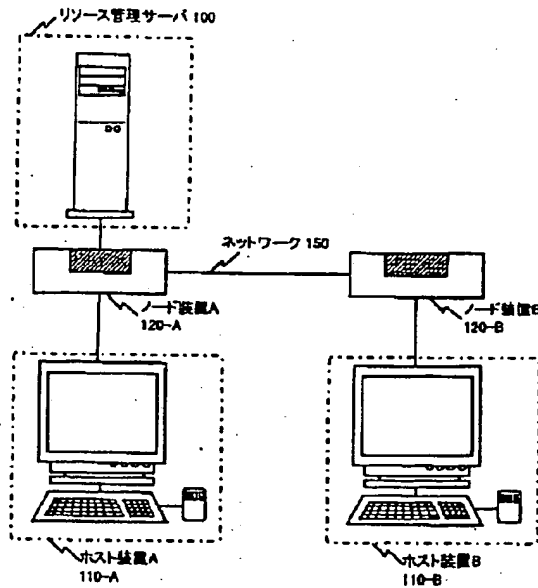 リソース管理サーバ 100
ネットワーク 150
ノード装置A
120-A
ノード装置B
120-B
ホスト装置A
110-A
ホスト装置B
110-B